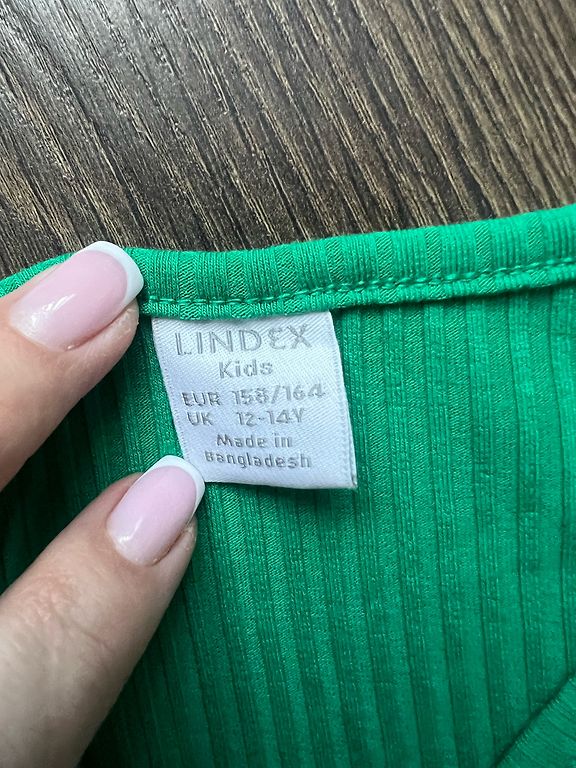 LINDEX
Kids
EUR 158/164
UK 12-14Y
Made in
Bangladesh